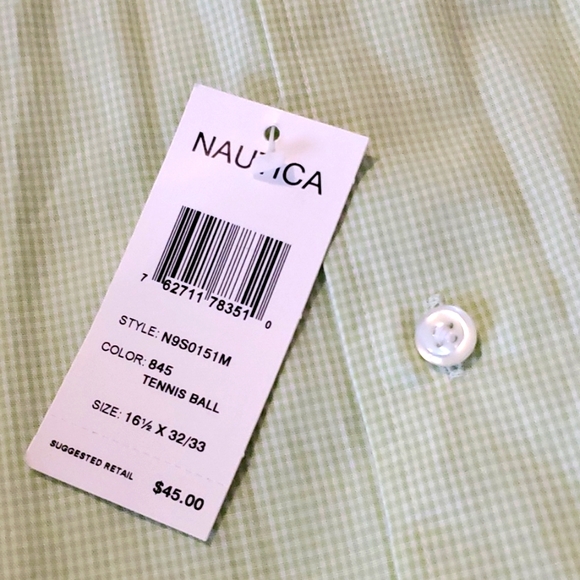 NAUTICA
7 62711 78351 0
STYLE: N9S0151M
COLOR: 845
TENNIS BALL
SIZE: 16½ X 32/33
SUGGESTED RETAIL
$45.00